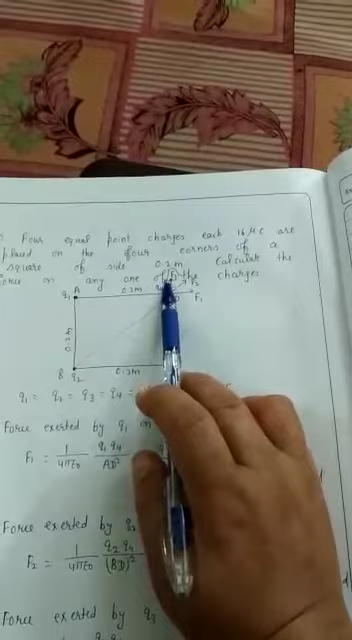 Four equal point charges each 16 μC are
placed on the four corners of a
square of side 0.2 m Calculate the
force on any one of the charges
q₁ A 0.2m F₁
0.2m
B q₂ 0.2m
q₁ = q₂ = q₃ = q₄ =
Force exerted by q₁ on
F₁ = 1/4πε₀ q₁ q₄/AD²
Force exerted by q₂
F₂ = 1/4πε₀ q₂ q₄/(BD)²
Force exerted by q₃